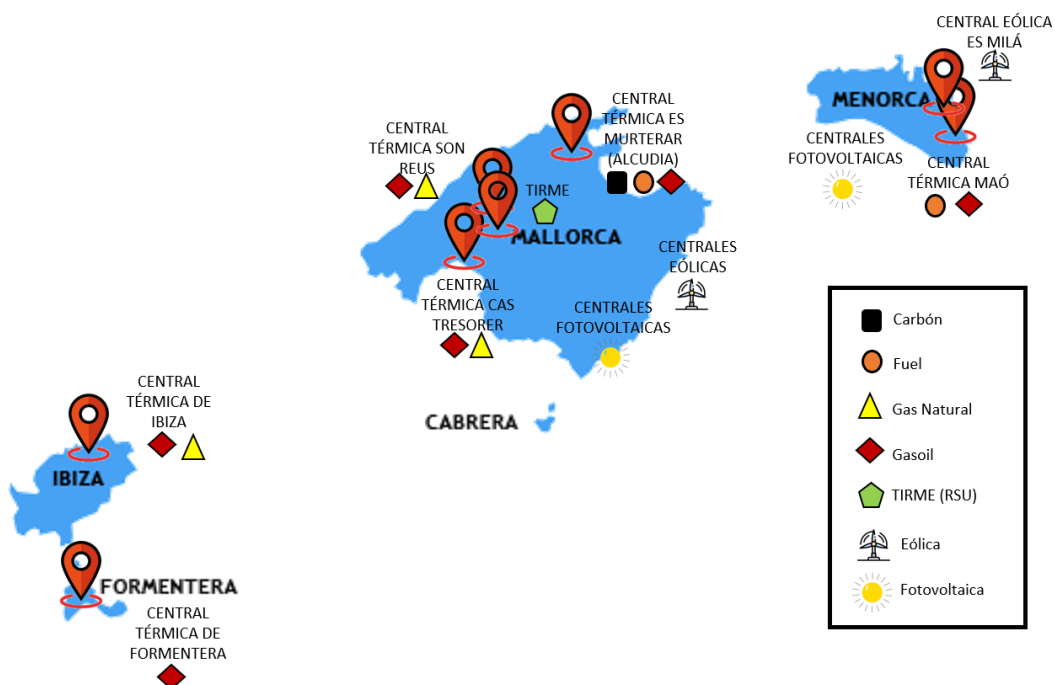 CENTRAL EÓLICA
ES MILÁ
MENORCA
CENTRALES
FOTOVOLTAICAS
CENTRAL
TÉRMICA MAÓ
CENTRAL
TÉRMICA SON
REUS
CENTRAL
TÉRMICA ES
MURTERAR
(ALCUDIA)
TIRME
MALLORCA
CENTRALES
EÓLICAS
CENTRAL
TÉRMICA CAS
TRESORER
CENTRALES
FOTOVOLTAICAS
CABRERA
CENTRAL
TÉRMICA DE
IBIZA
IBIZA
FORMENTERA
CENTRAL
TÉRMICA DE
FORMENTERA
Carbón
Fuel
Gas Natural
Gasoil
TIRME (RSU)
Eólica
Fotovoltaica